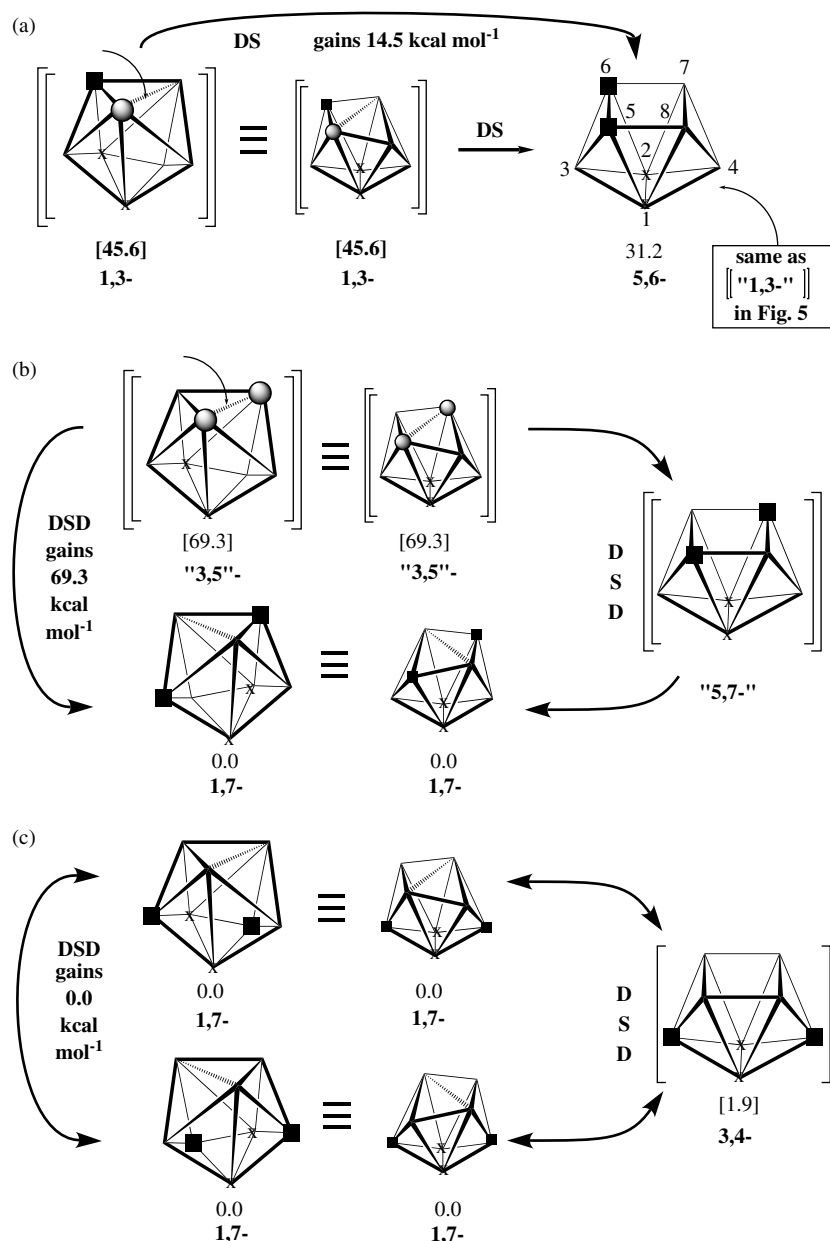 (a)
DS gains 14.5 kcal mol⁻¹
6 7
5 8
DS
2
3 4
x x x
x x 1
[45.6] [45.6] 31.2
1,3- 1,3- 5,6-
same as
"1,3-"
in Fig. 5
(b)
x x
x x
DSD
gains
69.3
kcal
mol⁻¹
[69.3] [69.3]
"3,5"- "3,5"-
D
S
D
x
x
"5,7-"
x x
x x
0.0 0.0
1,7- 1,7-
(c)
x x
x x
DSD
gains
0.0
kcal
mol⁻¹
0.0 0.0
1,7- 1,7-
D
S
D
x
x
[1.9]
3,4-
x x
x x
0.0 0.0
1,7- 1,7-